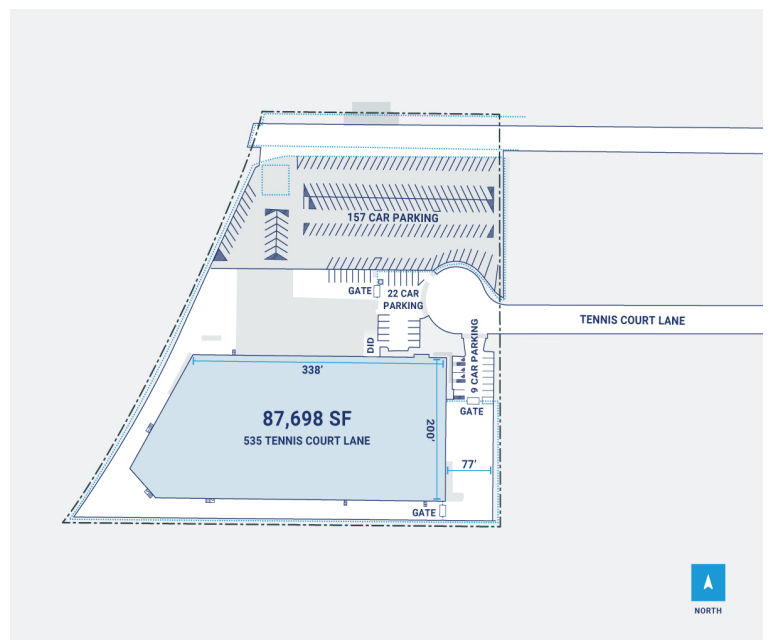 157 CAR PARKING
GATE
22 CAR
PARKING
TENNIS COURT LANE
DID
9 CAR PARKING
338'
87,698 SF
535 TENNIS COURT LANE
200'
GATE
77'
GATE
NORTH